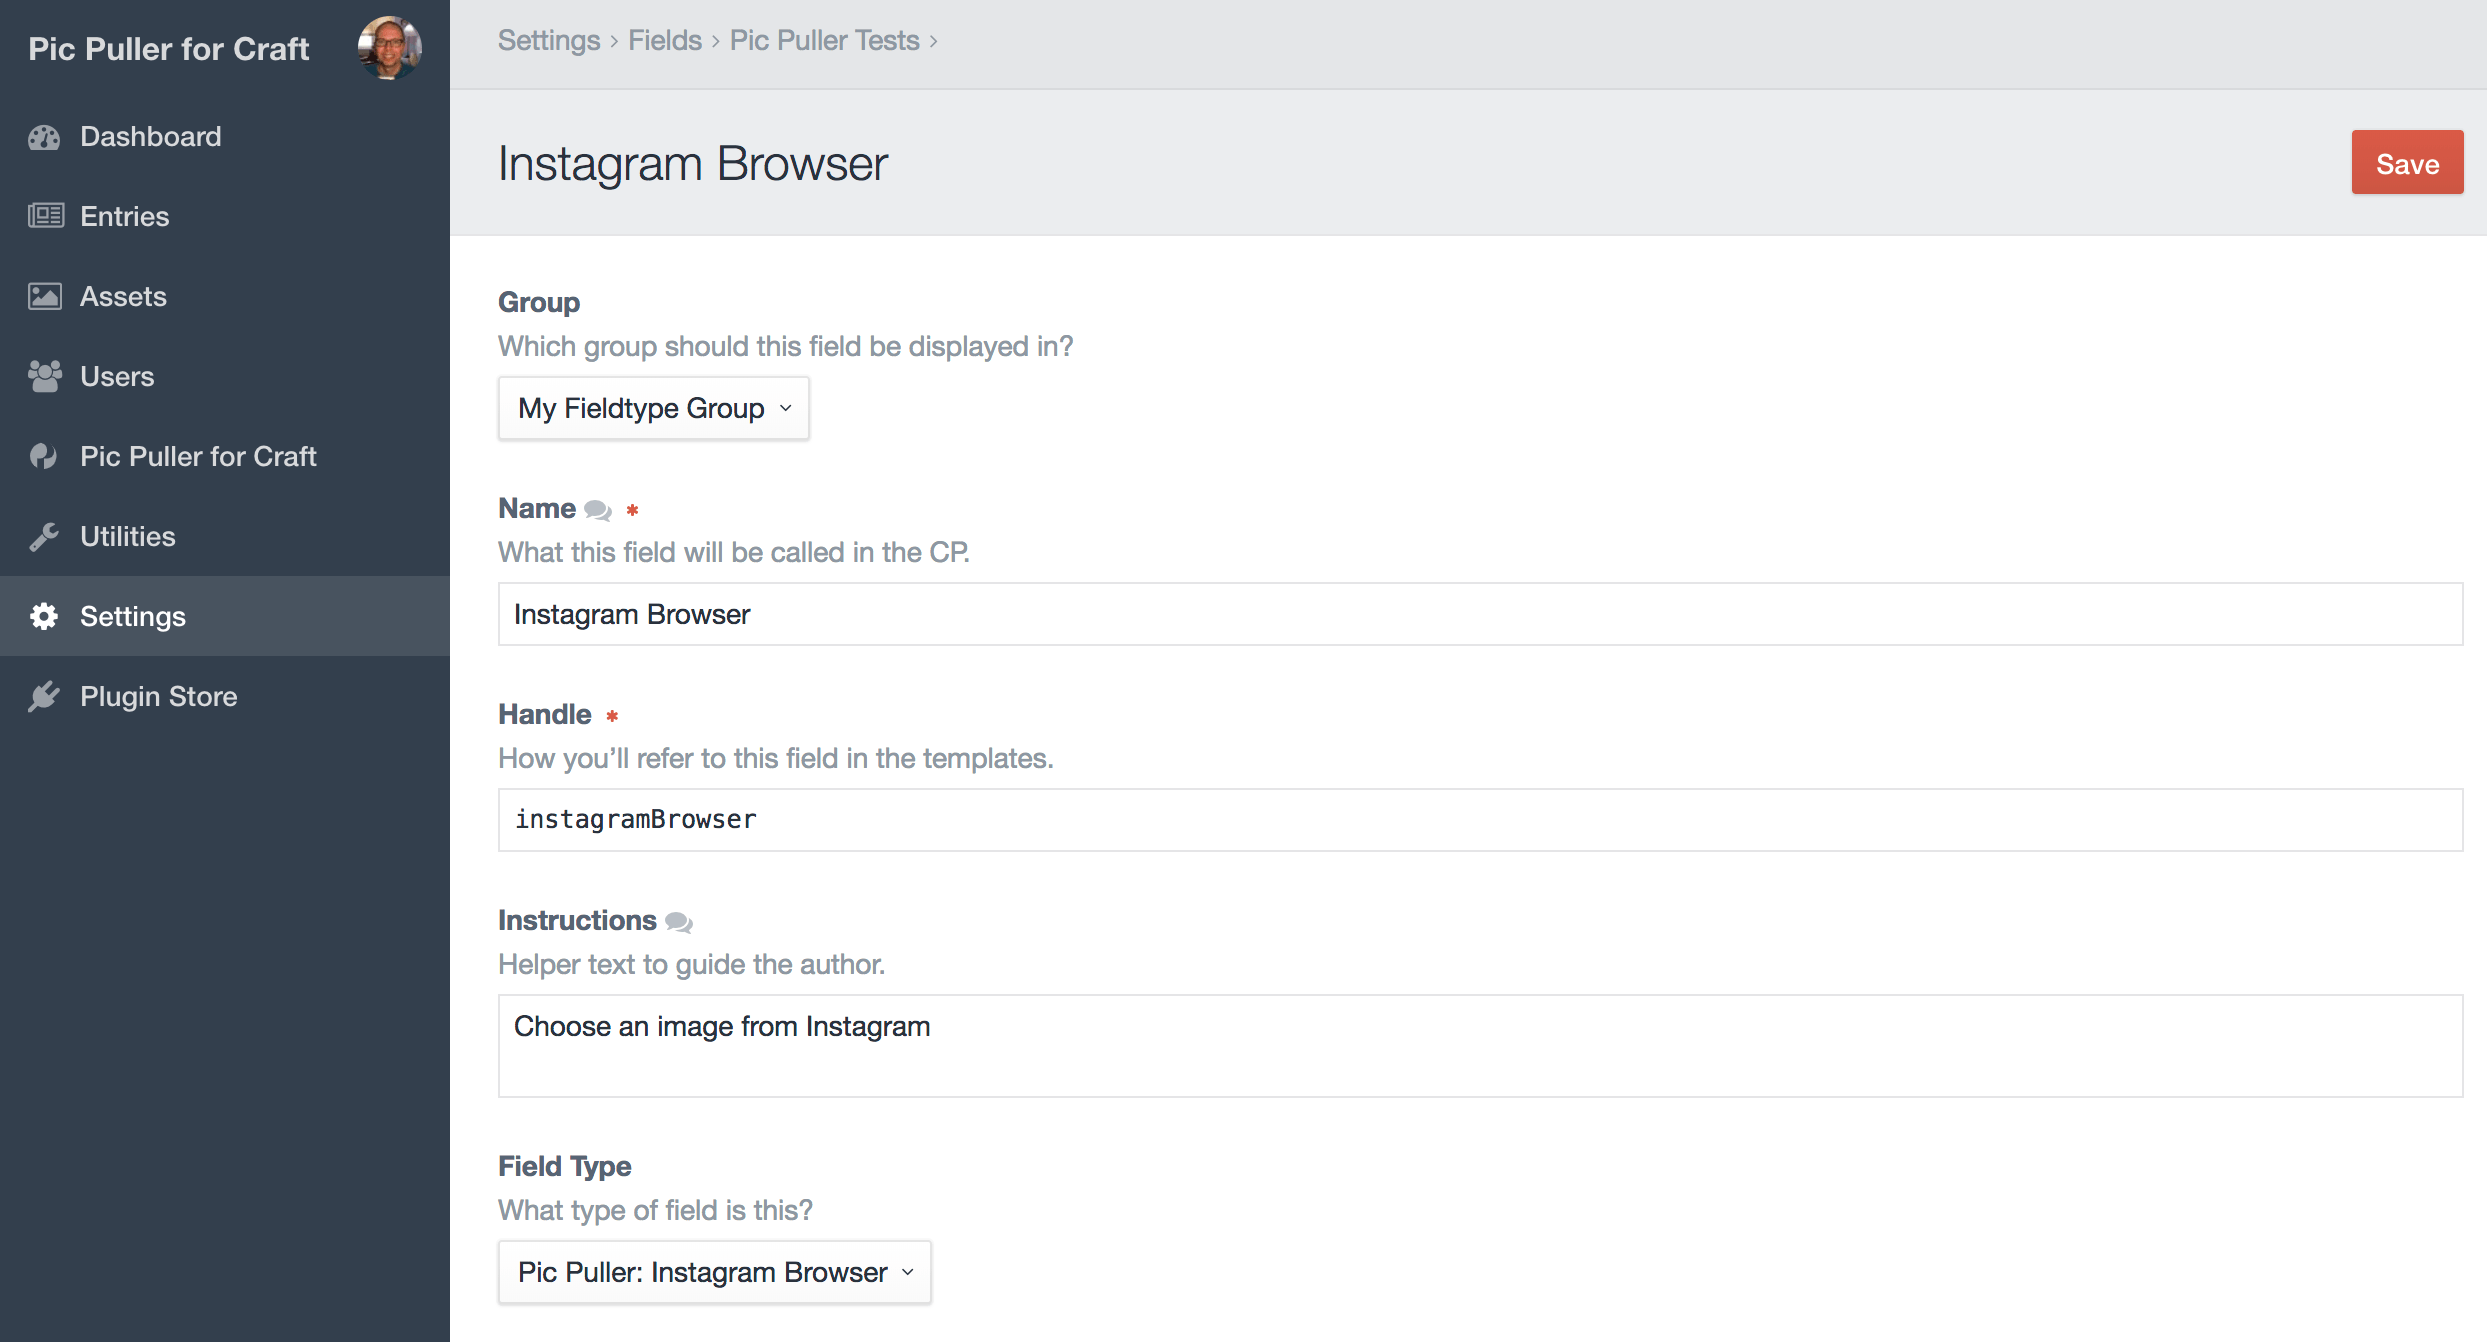 Pic Puller for Craft
Dashboard
Entries
Assets
Users
Pic Puller for Craft
Utilities
Settings
Plugin Store
Settings › Fields › Pic Puller Tests ›
Instagram Browser
Save
Group
Which group should this field be displayed in?
My Fieldtype Group
Name *
What this field will be called in the CP.
Instagram Browser
Handle *
How you’ll refer to this field in the templates.
instagramBrowser
Instructions
Helper text to guide the author.
Choose an image from Instagram
Field Type
What type of field is this?
Pic Puller: Instagram Browser